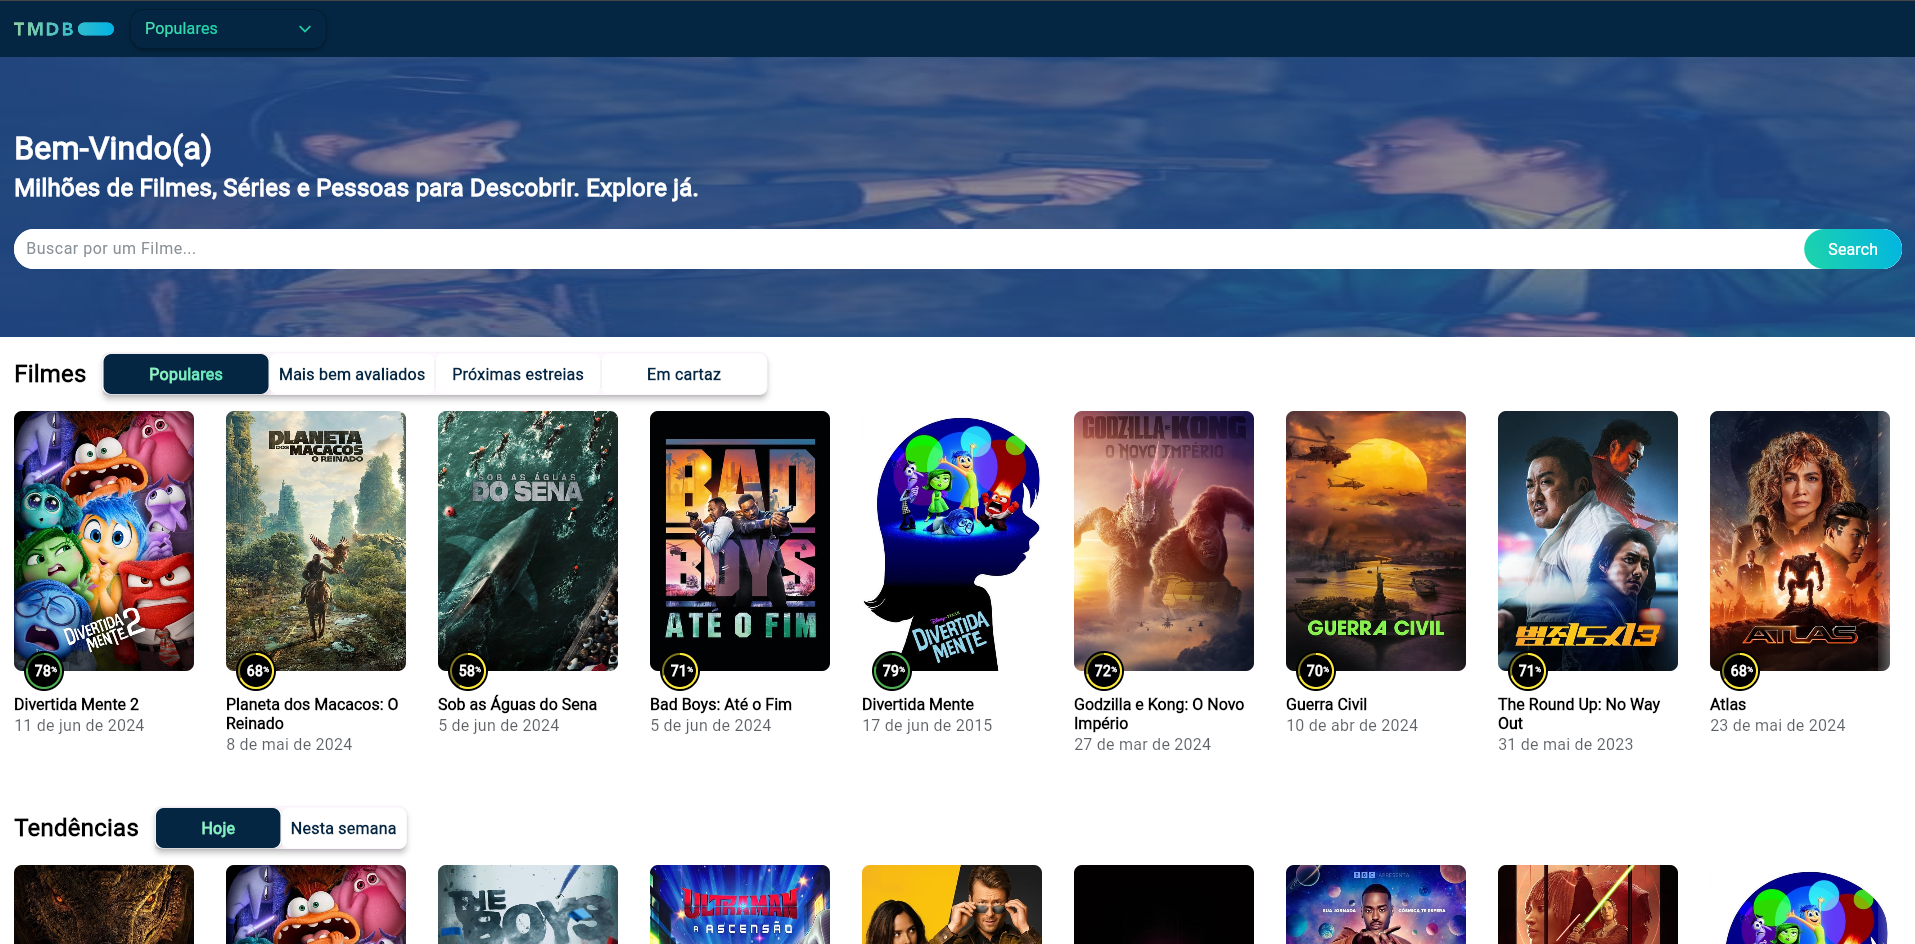 TMDB
Populares
Bem-Vindo(a)
Milhões de Filmes, Séries e Pessoas para Descobrir. Explore já.
Buscar por um Filme...
Search
Filmes
Populares
Mais bem avaliados
Próximas estreias
Em cartaz
DIVERTIDA
MENTE 2
PLANETA
DOS MACACOS
O REINADO
SOB AS ÁGUAS
DO SENA
BAD
BOYS
ATÉ O FIM
DIVERTIDA
MENTE
GODZILLA E KONG
O NOVO IMPÉRIO
GUERRA CIVIL
범죄도시3
ATLAS
78%
68%
58%
71%
79%
72%
70%
71%
68%
Divertida Mente 2
11 de jun de 2024
Planeta dos Macacos: O
Reinado
8 de mai de 2024
Sob as Águas do Sena
5 de jun de 2024
Bad Boys: Até o Fim
5 de jun de 2024
Divertida Mente
17 de jun de 2015
Godzilla e Kong: O Novo
Império
27 de mar de 2024
Guerra Civil
10 de abr de 2024
The Round Up: No Way
Out
31 de mai de 2023
Atlas
23 de mai de 2024
Tendências
Hoje
Nesta semana
THE
BOYS
ULTRAMAN
A ASCENSÃO
BBC APRESENTA
SUA JORNADA
CÓSMICA TE ESPERA